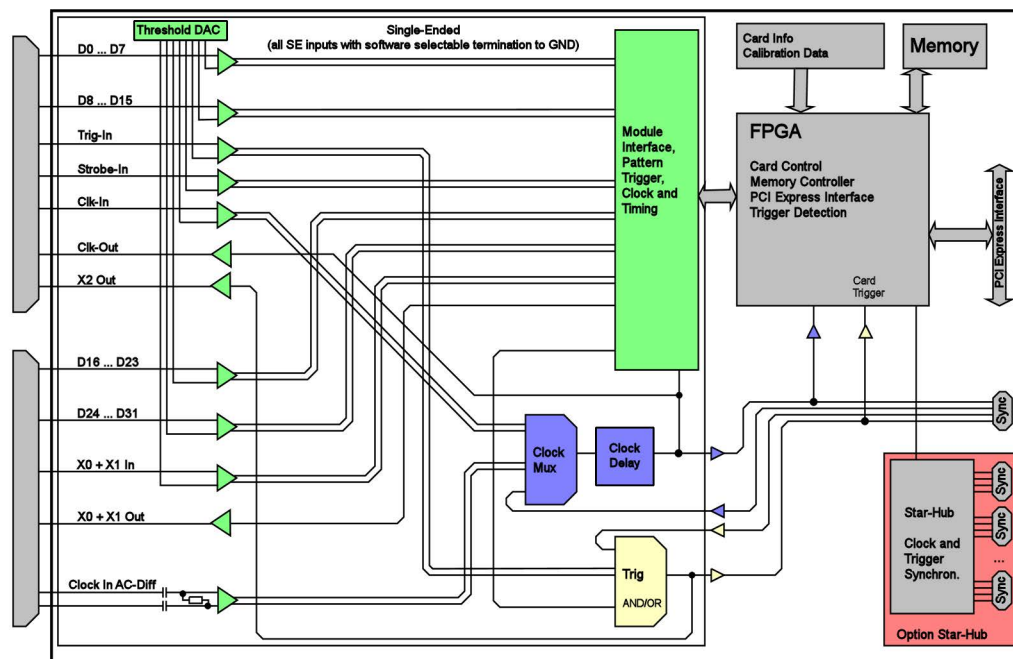 Threshold DAC
Single-Ended
(all SE inputs with software selectable termination to GND)
D0 ... D7
D8 ... D15
Trig-In
Strobe-In
Clk-In
Clk-Out
X2 Out
D16 ... D23
D24 ... D31
X0 + X1 In
X0 + X1 Out
Clock In AC-Diff
Module
Interface,
Pattern
Trigger,
Clock and
Timing
Clock
Mux
Clock
Delay
Trig
AND/OR
Card Info
Calibration Data
Memory
FPGA
Card Control
Memory Controller
PCI Express Interface
Trigger Detection
Card
Trigger
PCI Express Interface
Sync
Star-Hub
Clock and
Trigger
Synchron.
Sync
Sync
...
Sync
Option Star-Hub